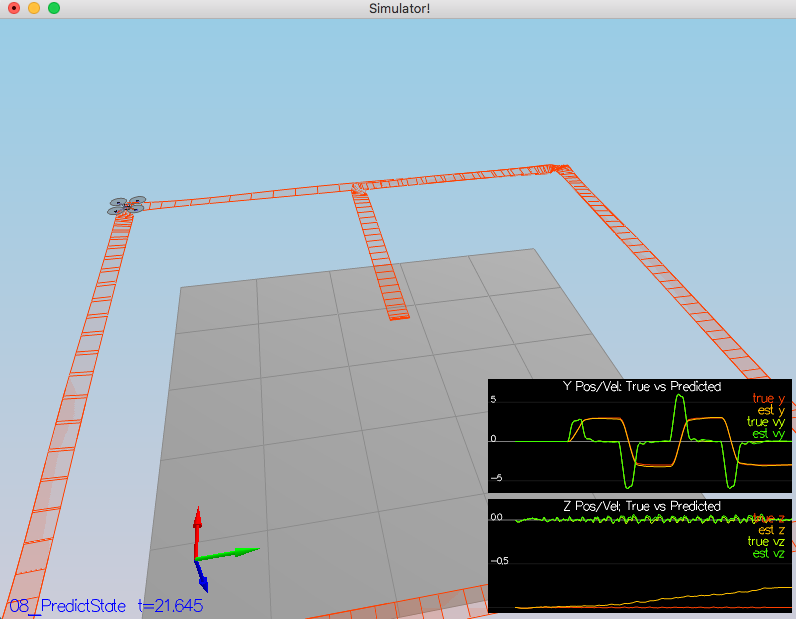 Simulator!
Y Pos/Vel: True vs Predicted
5
true y
est y
true vy
0
est vy
-5
Z Pos/Vel: True vs Predicted
0.0
true z
est z
true vz
est vz
-0.5
08_PredictState t=21.645